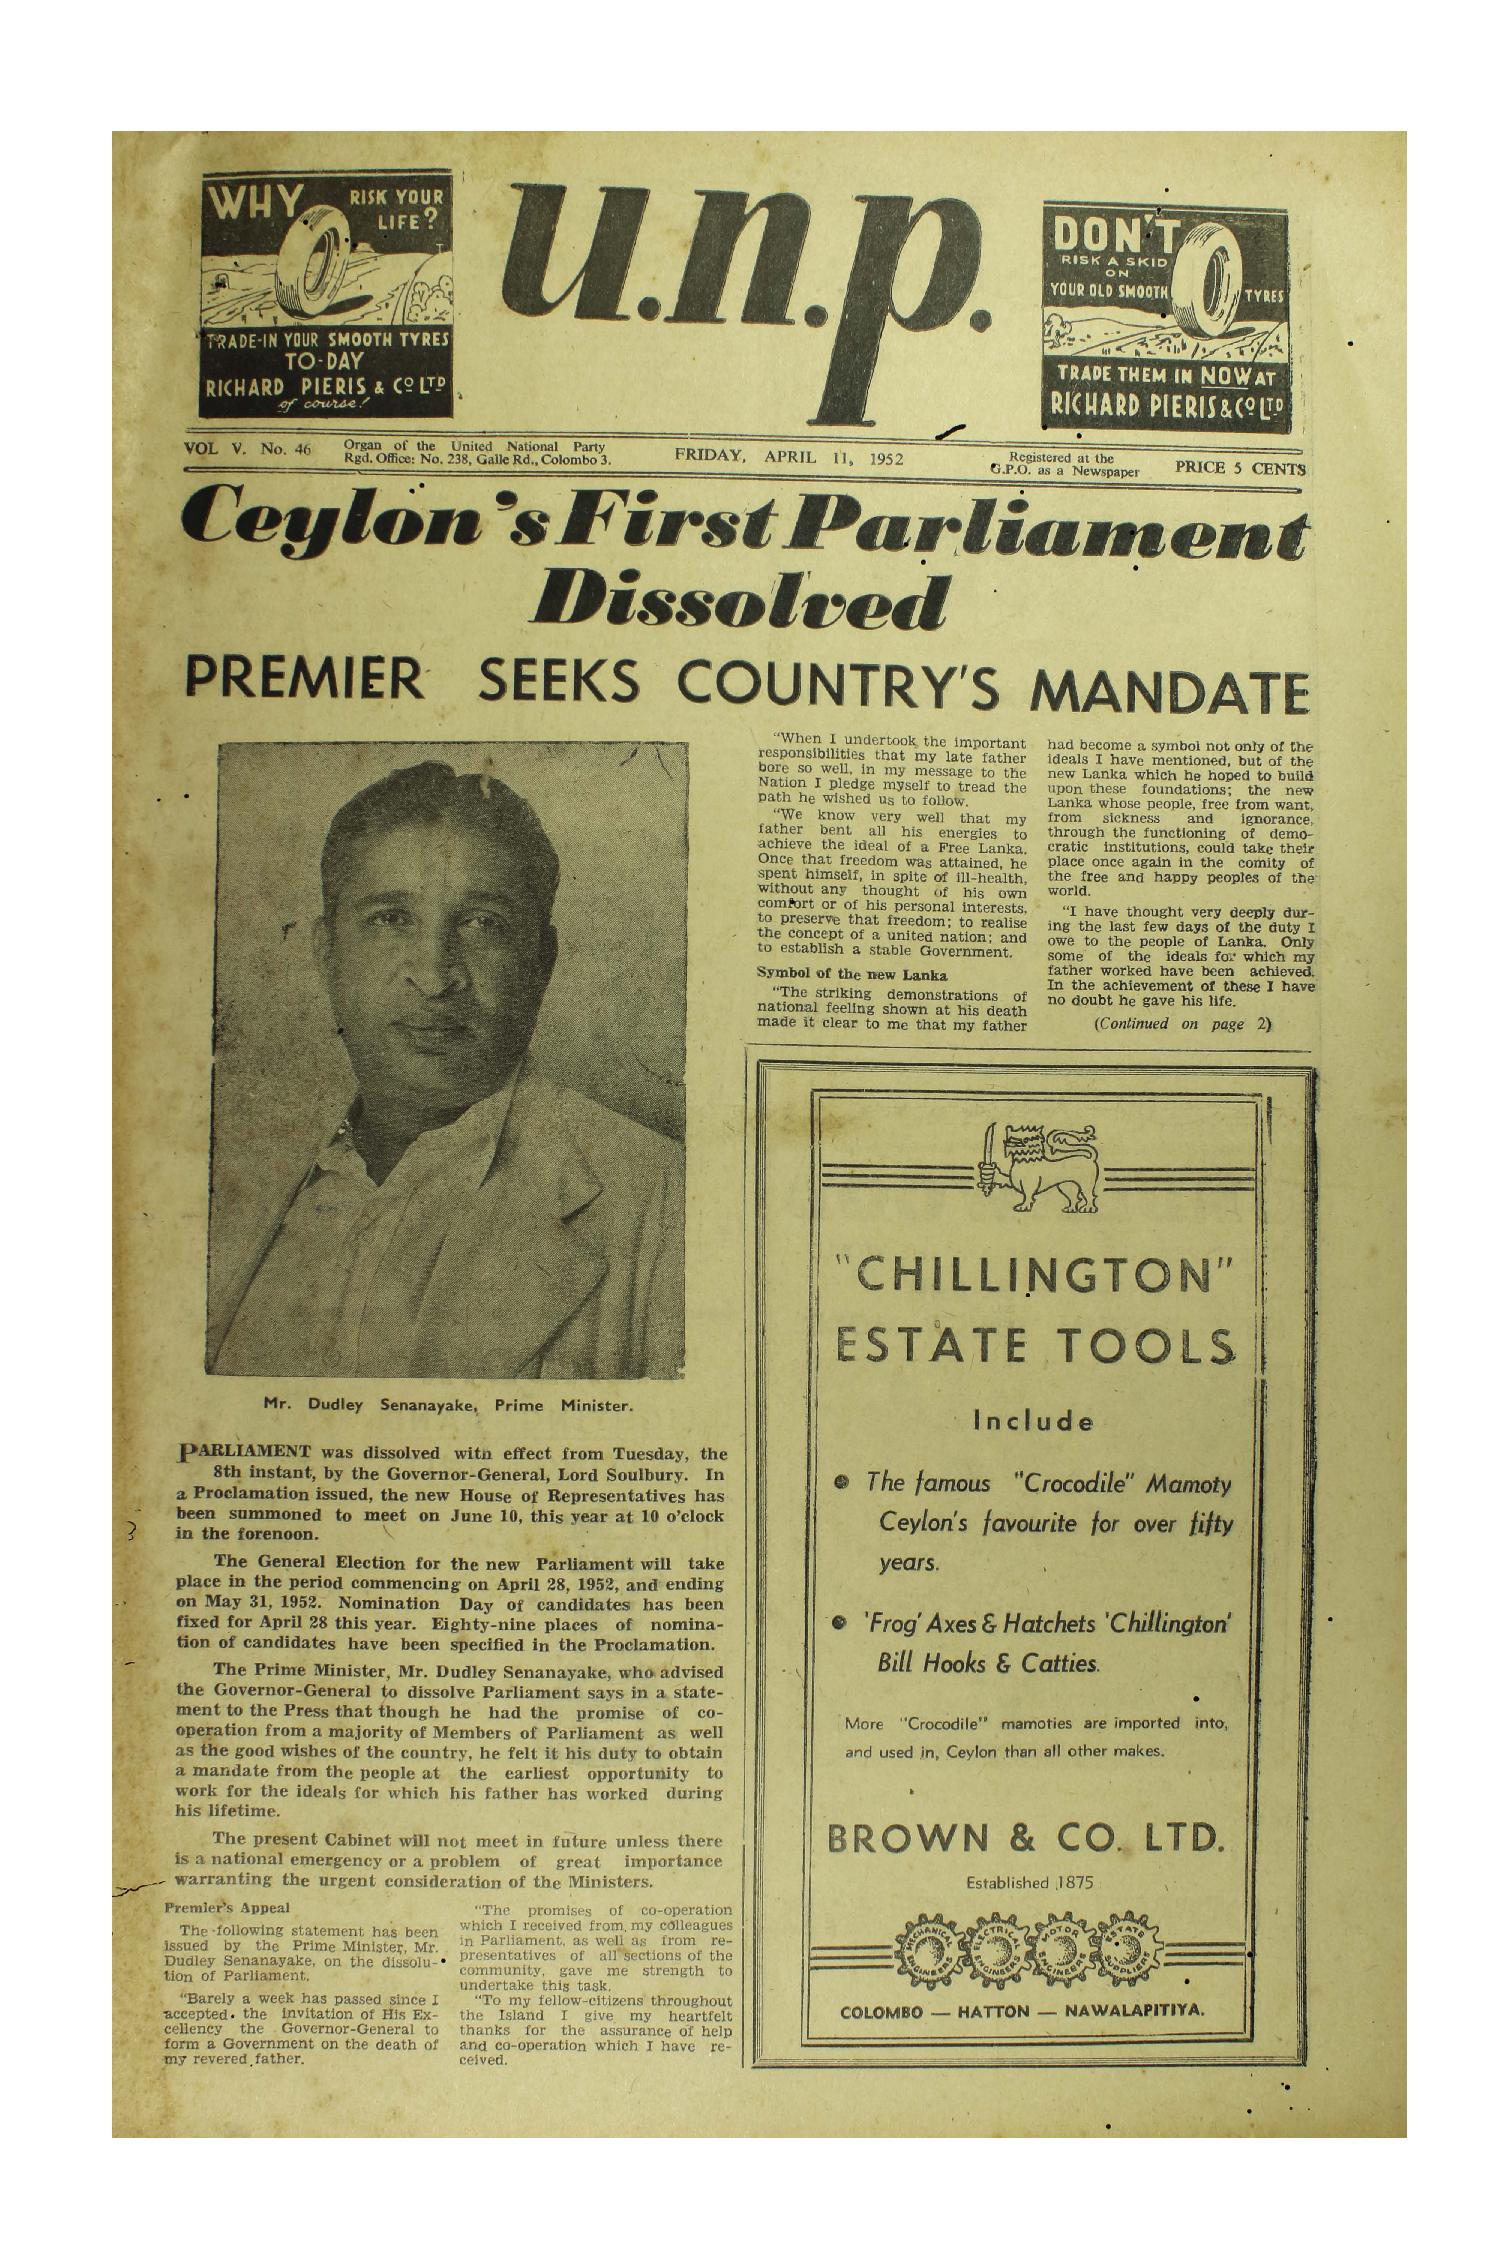 WHY RISK YOUR
LIFE?
TRADE-IN YOUR SMOOTH TYRES
TO-DAY
RICHARD PIERIS & Co LTD
of course!
u.n.p.
DON'T
RISK A SKID
ON
YOUR OLD SMOOTH TYRES
TRADE THEM IN NOW AT
RICHARD PIERIS & Co LTD
VOL V. No. 46
Organ of the United National Party
Rgd. Office: No. 238, Galle Rd., Colombo 3.
FRIDAY, APRIL 11, 1952
Registered at the
G.P.O. as a Newspaper
PRICE 5 CENTS
Ceylon's First Parliament
Dissolved
PREMIER SEEKS COUNTRY'S MANDATE
Mr. Dudley Senanayake, Prime Minister.
PARLIAMENT was dissolved with effect from Tuesday, the
8th instant, by the Governor-General, Lord Soulbury. In
a Proclamation issued, the new House of Representatives has
been summoned to meet on June 10, this year at 10 o'clock
in the forenoon.
The General Election for the new Parliament will take
place in the period commencing on April 28, 1952, and ending
on May 31, 1952. Nomination Day of candidates has been
fixed for April 28 this year. Eighty-nine places of nomina-
tion of candidates have been specified in the Proclamation.
The Prime Minister, Mr. Dudley Senanayake, who advised
the Governor-General to dissolve Parliament says in a state-
ment to the Press that though he had the promise of co-
operation from a majority of Members of Parliament as well
as the good wishes of the country, he felt it his duty to obtain
a mandate from the people at the earliest opportunity to
work for the ideals for which his father has worked during
his lifetime.
The present Cabinet will not meet in future unless there
is a national emergency or a problem of great importance
warranting the urgent consideration of the Ministers.
Premier's Appeal
The following statement has been
issued by the Prime Minister, Mr.
Dudley Senanayake, on the dissolu-
tion of Parliament.
"Barely a week has passed since I
accepted the invitation of His Ex-
cellency the Governor-General to
form a Government on the death of
my revered father.
"The promises of co-operation
which I received from my colleagues
in Parliament, as well as from re-
presentatives of all sections of the
community, gave me strength to
undertake this task.
"To my fellow-citizens throughout
the Island I give my heartfelt
thanks for the assurance of help
and co-operation which I have re-
ceived.
"When I undertook the important
responsibilities that my late father
bore so well, in my message to the
Nation I pledge myself to tread the
path he wished us to follow.
"We know very well that my
father bent all his energies to
achieve the ideal of a Free Lanka.
Once that freedom was attained, he
spent himself, in spite of ill-health,
without any thought of his own
comfort or of his personal interests,
to preserve that freedom; to realise
the concept of a united nation; and
to establish a stable Government.
Symbol of the new Lanka
"The striking demonstrations of
national feeling shown at his death
made it clear to me that my father
had become a symbol not only of the
ideals I have mentioned, but of the
new Lanka which he hoped to build
upon these foundations; the new
Lanka whose people, free from want,
from sickness and ignorance,
through the functioning of demo-
cratic institutions, could take their
place once again in the comity of
the free and happy peoples of the
world.
"I have thought very deeply dur-
ing the last few days of the duty I
owe to the people of Lanka. Only
some of the ideals for which my
father worked have been achieved.
In the achievement of these I have
no doubt he gave his life.
(Continued on page 2)
"CHILLINGTON"
ESTATE TOOLS
Include
● The famous "Crocodile" Mamoty
Ceylon's favourite for over fifty
years.
● 'Frog' Axes & Hatchets 'Chillington'
Bill Hooks & Catties.
More "Crocodile" mamoties are imported into,
and used in, Ceylon than all other makes.
BROWN & CO. LTD.
Established 1875
MECHANICAL ENGINEERS
ELECTRICAL ENGINEERS
MOTOR ENGINEERS
ESTATE SUPPLIERS
COLOMBO — HATTON — NAWALAPITIYA.